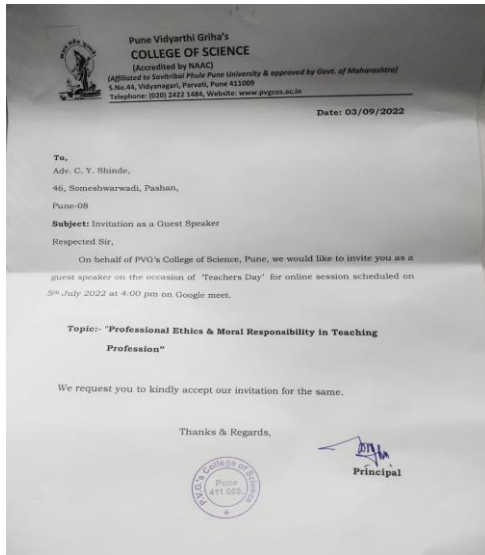 Pune Vidyarthi Griha's
COLLEGE OF SCIENCE
(Accredited by NAAC)
(Affiliated to Savitribai Phule Pune University & approved by Govt. of Maharashtra)
S.No.44, Vidyanagari, Parvati, Pune 411009
Telephone: (020) 2422 1484, Website: www.pvgcos.ac.in
Date: 03/09/2022
To,
Adv. C. Y. Shinde,
46, Someshwarwadi, Pashan,
Pune-08
Subject: Invitation as a Guest Speaker
Respected Sir,
On behalf of PVG's College of Science, Pune, we would like to invite you as a
guest speaker on the occasion of 'Teachers Day' for online session scheduled on
5th July 2022 at 4:00 pm on Google meet.
Topic:- "Professional Ethics & Moral Responsibility in Teaching
Profession"
We request you to kindly accept our invitation for the same.
Thanks & Regards,
Principal
P.V.G's College of Science
Pune
411 009.